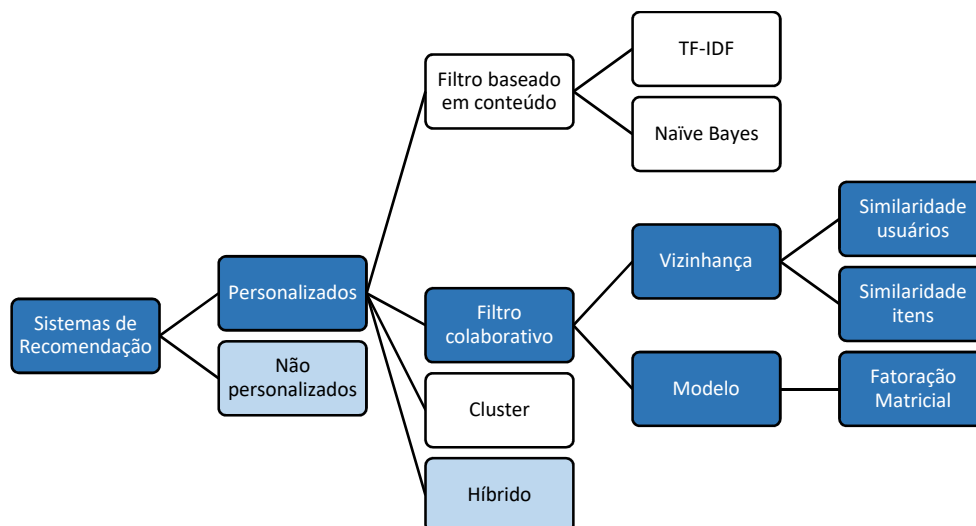 TF-IDF
Filtro baseado
em conteúdo
Naïve Bayes
Similaridade
usuários
Vizinhança
Personalizados
Similaridade
itens
Filtro
colaborativo
Sistemas de
Recomendação
Não
personalizados
Modelo
Fatoração
Matricial
Cluster
Híbrido